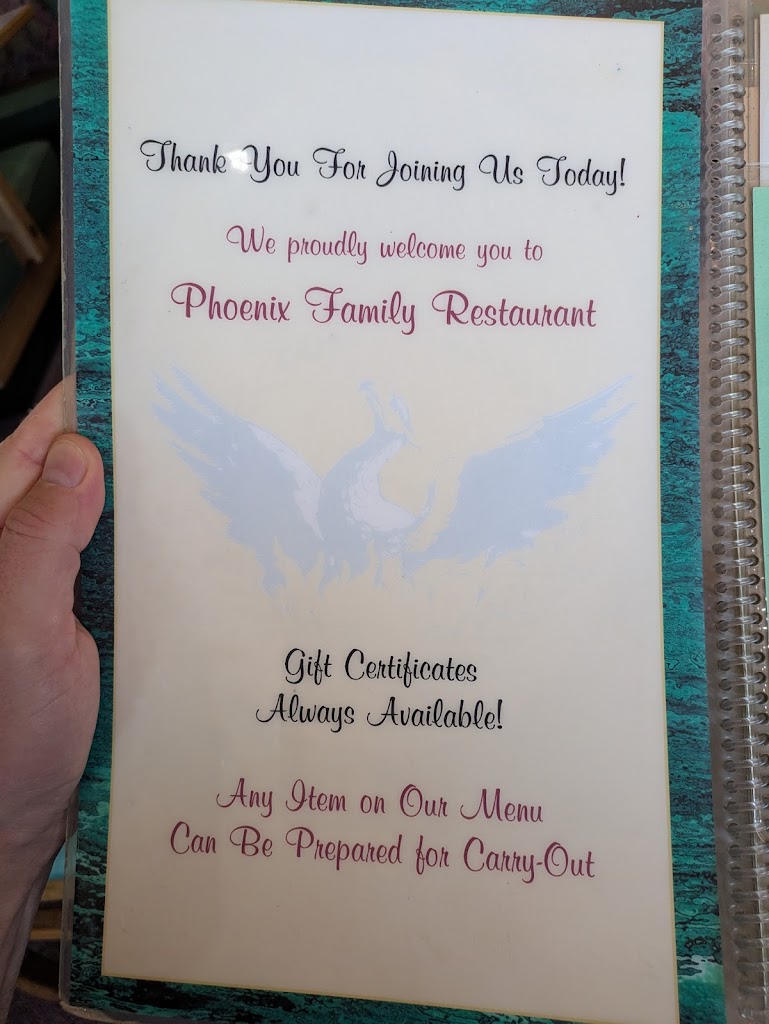 Thank You For Joining Us Today!
We proudly welcome you to
Phoenix Family Restaurant
Gift Certificates
Always Available!
Any Item on Our Menu
Can Be Prepared for Carry-Out